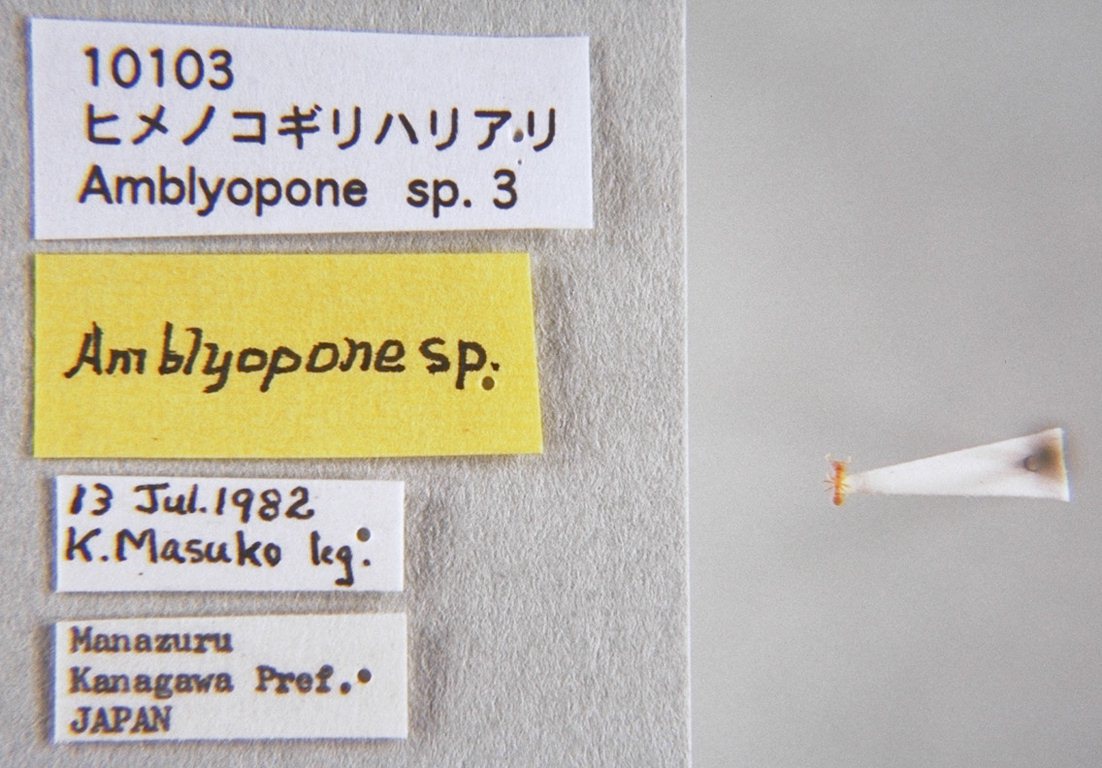 10103
ヒメノコギリハリアリ
Amblyopone sp. 3
Amblyopone sp.
13 Jul. 1982
K. Masuko leg.
Manazuru
Kanagawa Pref.
JAPAN